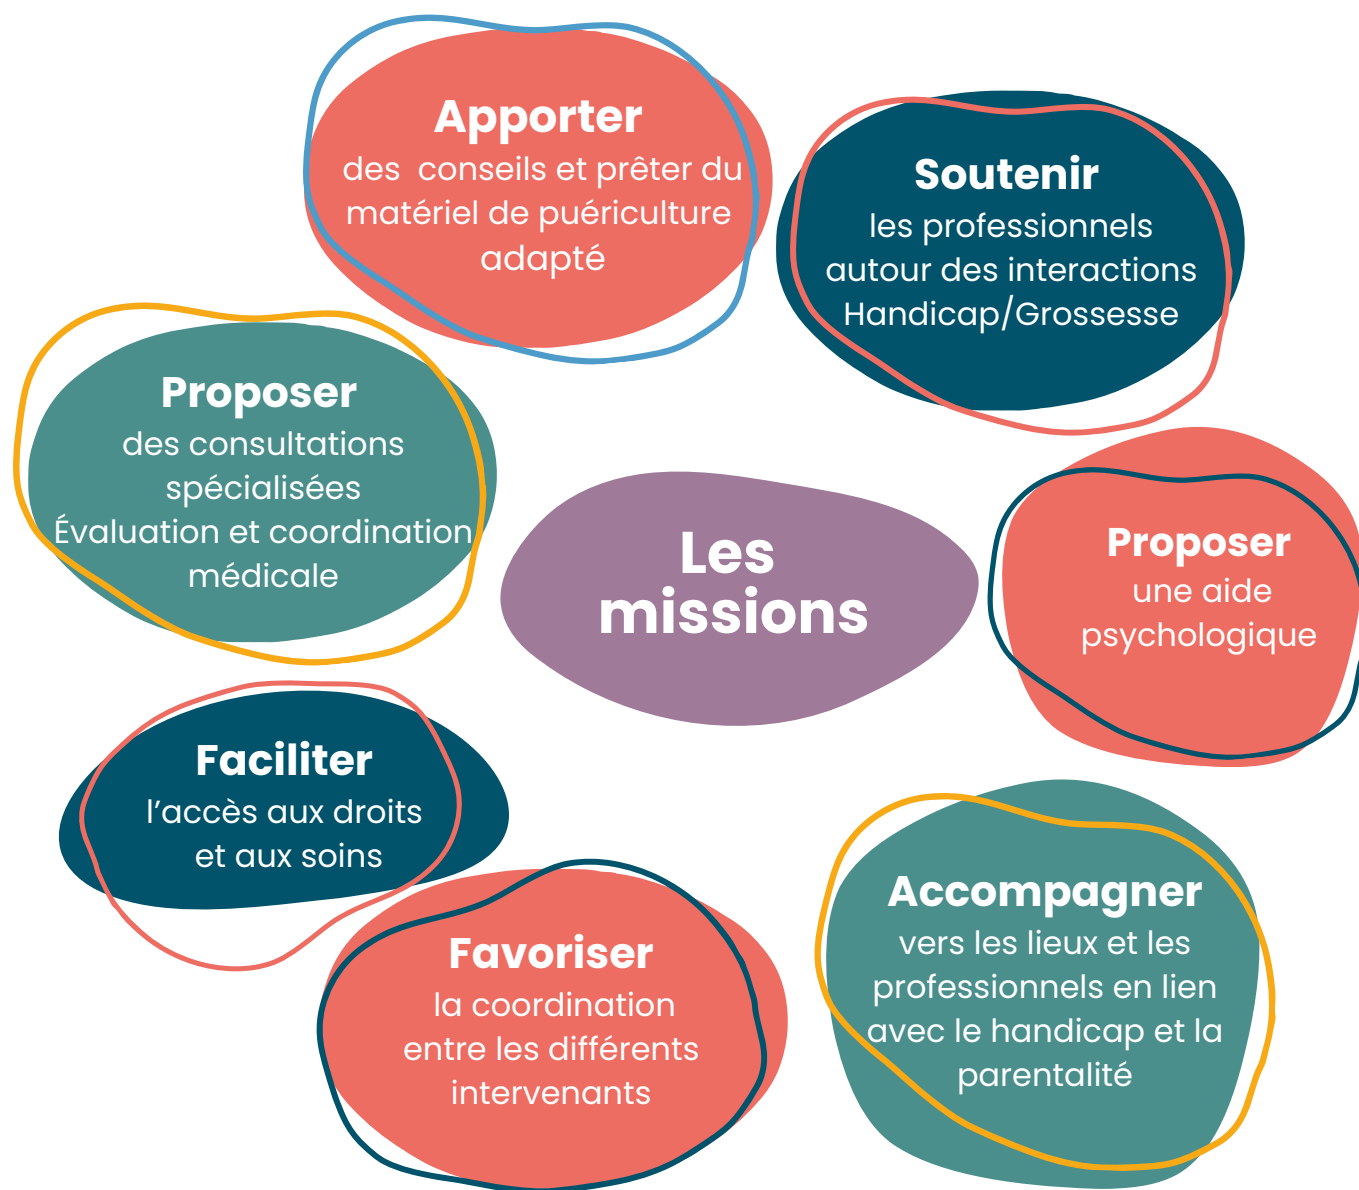 Apporter
des conseils et prêter du
matériel de puériculture
adapté
Soutenir
les professionnels
autour des interactions
Handicap/Grossesse
Proposer
des consultations
spécialisées
Évaluation et coordination
médicale
Les
missions
Proposer
une aide
psychologique
Faciliter
l’accès aux droits
et aux soins
Favoriser
la coordination
entre les différents
intervenants
Accompagner
vers les lieux et les
professionnels en lien
avec le handicap et la
parentalité